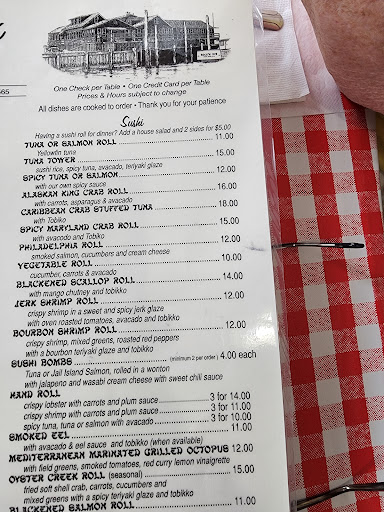 565
One Check per Table • One Credit Card per Table
Prices & Hours subject to change
All dishes are cooked to order • Thank you for your patience
Sushi
Having a sushi roll for dinner? Add a house salad and 2 sides for $5.00
TUNA OR SALMON ROLL 11.00
Yellowfin tuna
TUNA TOWER 15.00
sushi rice, spicy tuna, avacado, teriyaki glaze
SPICY TUNA OR SALMON 12.00
with our own spicy sauce
ALASKAN KING CRAB ROLL 16.00
with carrots, asparagus & avacado
CARIBBEAN CRAB STUFFED TUNA 18.00
with Tobiko
SPICY MARYLAND CRAB ROLL 15.00
with avacado and Tobiko
PHILADELPHIA ROLL 12.00
smoked salmon, cucumbers and cream cheese
VEGETABLE ROLL 10.00
cucumber, carrots & avacado
BLACKENED SCALLOP ROLL 14.00
with mango chutney and tobikko
JERK SHRIMP ROLL 12.00
crispy shrimp in a sweet and spicy jerk glaze
with oven roasted tomatoes, avacado and tobikko
BOURBON SHRIMP ROLL 12.00
crispy shrimp, mixed greens, roasted red peppers
with a bourbon teriyaki glaze and tobikko
SUSHI BOMBS (minimum 2 per order) 4.00 each
Tuna or Jail Island Salmon, rolled in a wonton
with jalapeno and wasabi cream cheese with sweet chili sauce
HAND ROLL
crispy lobster with carrots and plum sauce 3 for 14.00
crispy shrimp with carrots and plum sauce 3 for 11.00
spicy tuna, tuna or salmon with avacado 3 for 10.00
SMOKED EEL 11.00
with avacado & eel sauce and tobikko (when available)
MEDITERRANEAN MARINATED GRILLED OCTOPUS 12.00
with field greens, smoked tomatoes, red curry lemon vinalgrette
OYSTER CREEK ROLL (seasonal) 15.00
fried soft shell crab, carrots, cucumbers and
mixed greens with a spicy teriyaki glaze and tobikko
BLACKENED SALMON ROLL 11.00